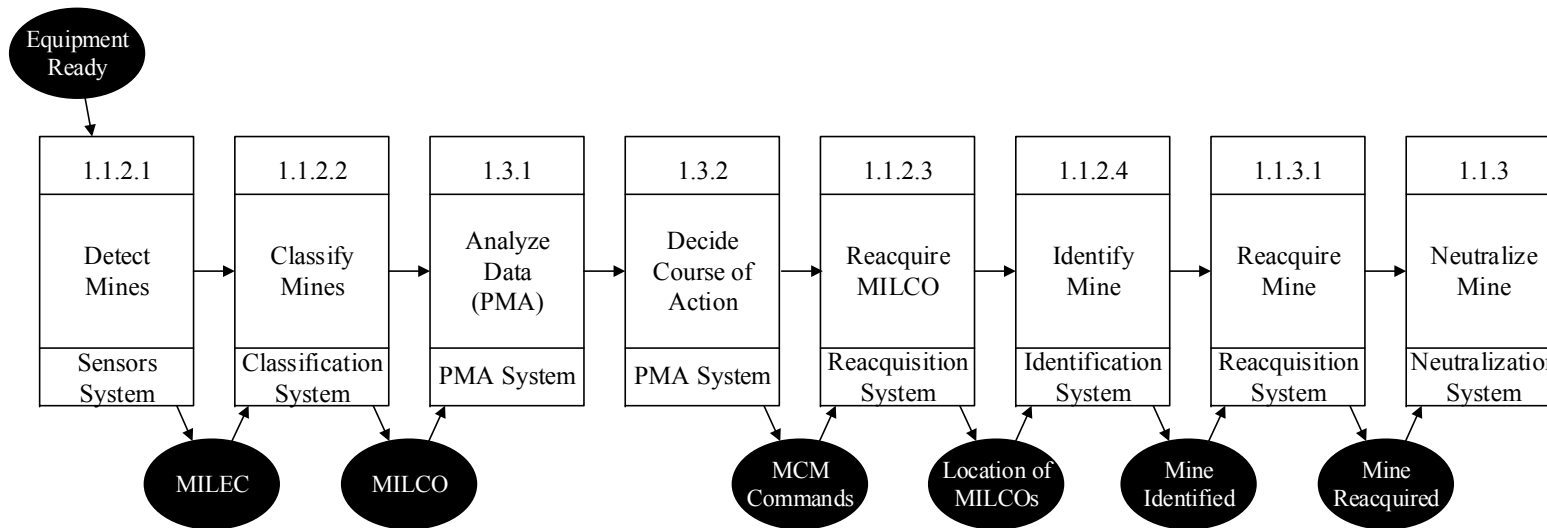 Equipment
Ready
1.1.2.1
Detect
Mines
Sensors
System
1.1.2.2
Classify
Mines
Classification
System
1.3.1
Analyze
Data
(PMA)
PMA System
1.3.2
Decide
Course of
Action
PMA System
1.1.2.3
Reacquire
MILCO
Reacquisition
System
1.1.2.4
Identify
Mine
Identification
System
1.1.3.1
Reacquire
Mine
Reacquisition
System
1.1.3
Neutralize
Mine
Neutralization
System
MILEC
MILCO
MCM
Commands
Location of
MILCOs
Mine
Identified
Mine
Reacquired